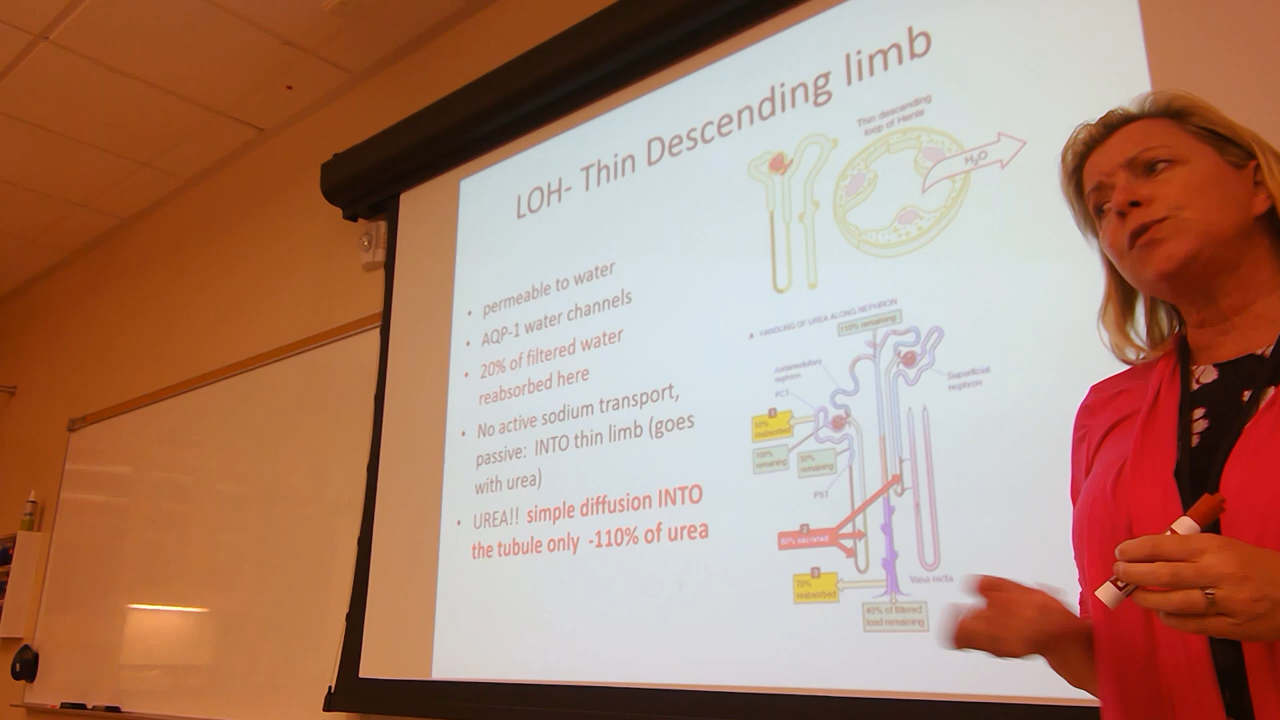 LOH- Thin Descending limb
• permeable to water
• AQP-1 water channels
• 20% of filtered water
reabsorbed here
• No active sodium transport,
passive: INTO thin limb (goes
with urea)
• UREA!! simple diffusion INTO
the tubule only -110% of urea
Thin descending
loop of Henle
H₂O
A HANDLING OF UREA ALONG NEPHRON
110% remaining
Juxtamedullary
nephron
PCT
Superficial
nephron
50%
reabsorbed
100%
remaining
50%
remaining
PST
60% secreted
70%
reabsorbed
Vasa recta
40% of filtered
load remaining